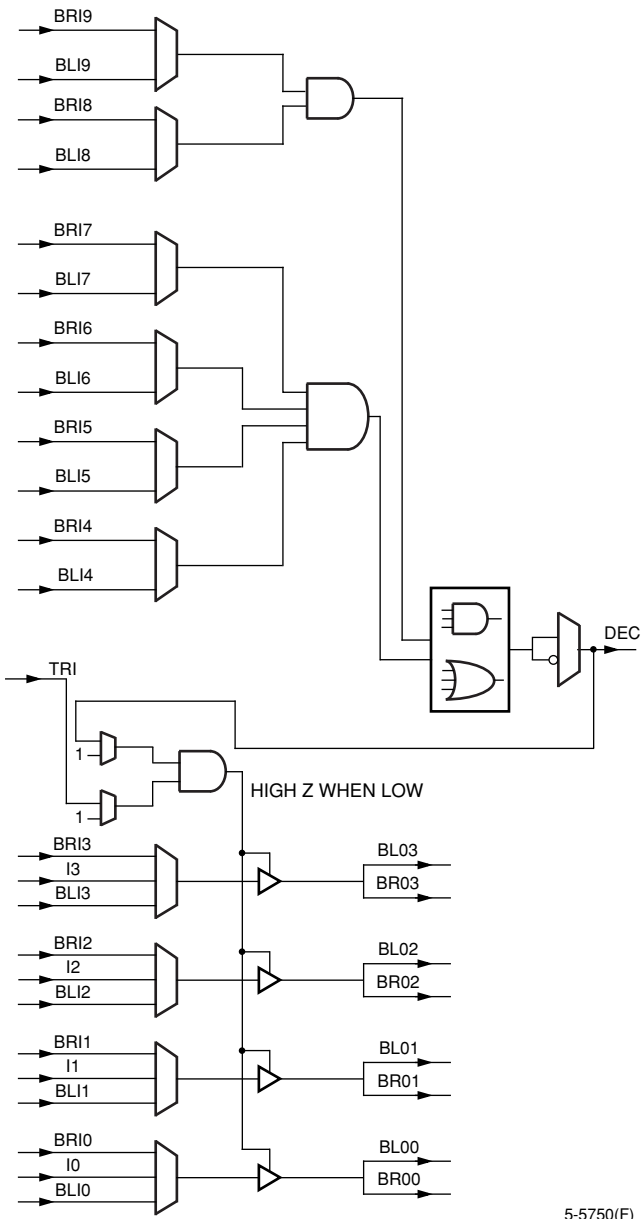 BRI9
BLI9
BRI8
BLI8
BRI7
BLI7
BRI6
BLI6
BRI5
BLI5
BRI4
BLI4
DEC
TRI
1
1
HIGH Z WHEN LOW
BRI3
I3
BLI3
BL03
BR03
BRI2
I2
BLI2
BL02
BR02
BRI1
I1
BLI1
BL01
BR01
BRI0
I0
BLI0
BL00
BR00
5-5750(F)